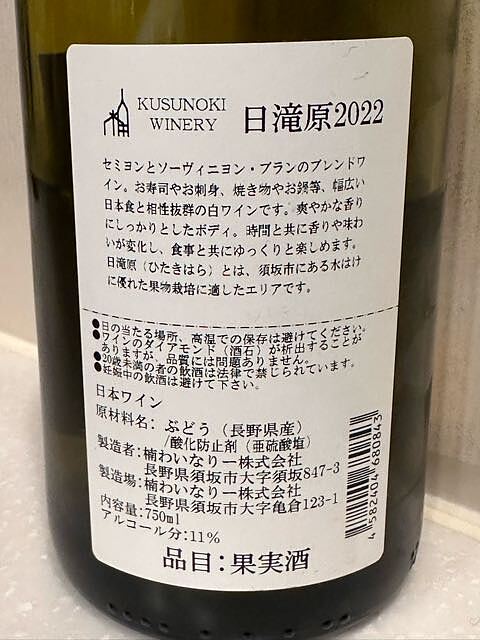 KUSUNOKI
WINERY
日滝原2022
セミヨンとソーヴィニヨン・ブランのブレンドワ
イン。お寿司やお刺身、焼き物やお鍋等、幅広い
日本食と相性抜群の白ワインです。爽やかな香り
にしっかりとしたボディ。時間と共に香りや味わ
いが変化し、食事と共にゆっくりと楽しめます。
日滝原（ひたきはら）とは、須坂市にある水はけ
に優れた果物栽培に適したエリアです。
●日の当たる場所、高温での保存は避けてください。
●ワインのダイアモンド（酒石）が析出することが
ありますが、品質には問題ありません。
●20歳未満の者の飲酒は法律で禁じられています。
●妊娠中の飲酒は避けて下さい。
日本ワイン
原材料名：ぶどう（長野県産）
/酸化防止剤（亜硫酸塩）
製造者：楠わいなりー株式会社
長野県須坂市大字須坂847-3
製造場：楠わいなりー株式会社
長野県須坂市大字亀倉123-1
内容量：750ml
アルコール分：11%
品目：果実酒
4 582404 680843